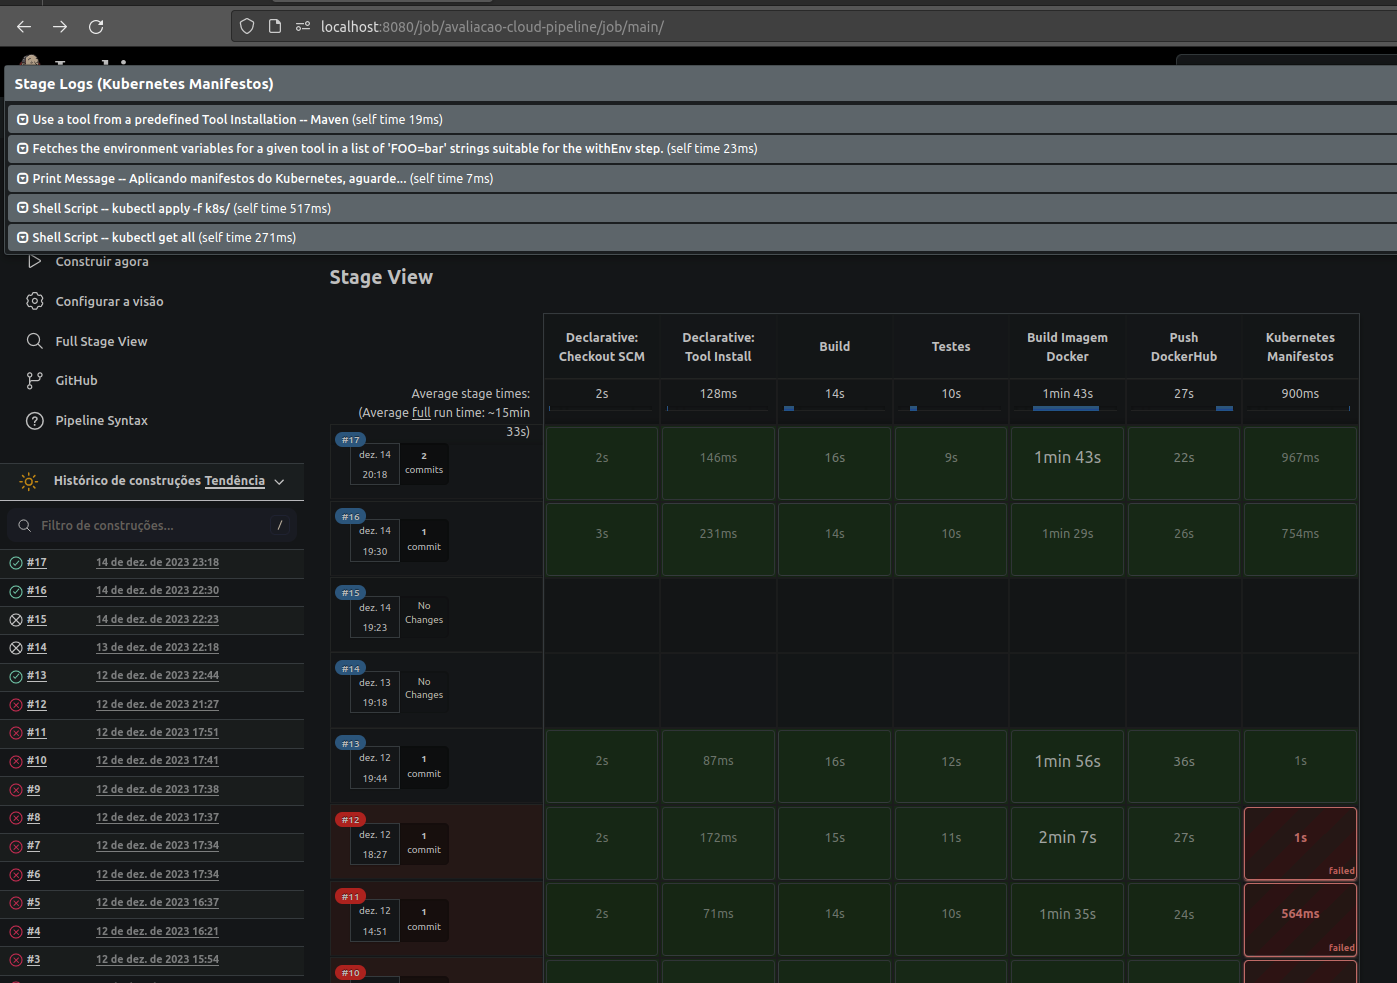 localhost:8080/job/avaliacao-cloud-pipeline/job/main/
Stage Logs (Kubernetes Manifestos)
Use a tool from a predefined Tool Installation -- Maven (self time 19ms)
Fetches the environment variables for a given tool in a list of 'FOO=bar' strings suitable for the withEnv step. (self time 23ms)
Print Message -- Aplicando manifestos do Kubernetes, aguarde... (self time 7ms)
Shell Script -- kubectl apply -f k8s/ (self time 517ms)
Shell Script -- kubectl get all (self time 271ms)
Construir agora
Configurar a visão
Full Stage View
GitHub
Pipeline Syntax
Histórico de construções Tendência
Filtro de construções... /
#17 14 de dez. de 2023 23:18
#16 14 de dez. de 2023 22:30
#15 14 de dez. de 2023 22:23
#14 13 de dez. de 2023 22:18
#13 12 de dez. de 2023 22:44
#12 12 de dez. de 2023 21:27
#11 12 de dez. de 2023 17:51
#10 12 de dez. de 2023 17:41
#9 12 de dez. de 2023 17:38
#8 12 de dez. de 2023 17:37
#7 12 de dez. de 2023 17:34
#6 12 de dez. de 2023 17:34
#5 12 de dez. de 2023 16:37
#4 12 de dez. de 2023 16:21
#3 12 de dez. de 2023 15:54
Stage View
Declarative: Declarative: Build Testes Build Imagem Push Kubernetes
Checkout SCM Tool Install Docker DockerHub Manifestos
Average stage times: 2s 128ms 14s 10s 1min 43s 27s 900ms
(Average full run time: ~15min
33s)
#17
dez. 14 2
20:18 commits
2s 146ms 16s 9s 1min 43s 22s 967ms
#16
dez. 14 1
19:30 commit
3s 231ms 14s 10s 1min 29s 26s 754ms
#15
dez. 14 No
19:23 Changes
#14
dez. 13 No
19:18 Changes
#13
dez. 12 1
19:44 commit
2s 87ms 16s 12s 1min 56s 36s 1s
#12
dez. 12 1
18:27 commit
2s 172ms 15s 11s 2min 7s 27s 1s
failed
#11
dez. 12 1
14:51 commit
2s 71ms 14s 10s 1min 35s 24s 564ms
failed
#10